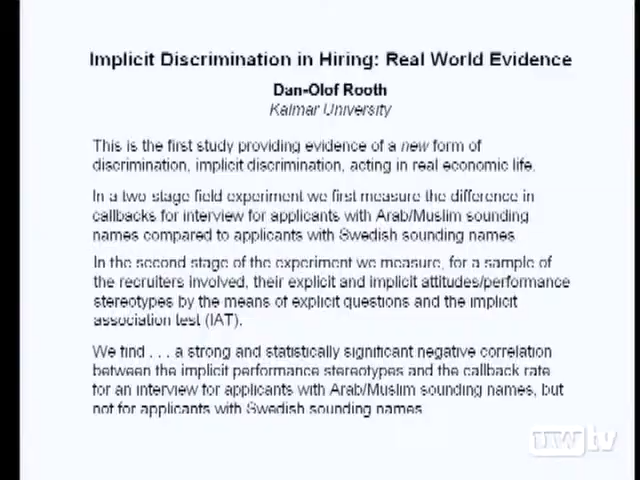 Implicit Discrimination in Hiring: Real World Evidence
Dan-Olof Rooth
Kalmar University
This is the first study providing evidence of a new form of
discrimination, implicit discrimination, acting in real economic life.
In a two stage field experiment we first measure the difference in
callbacks for interview for applicants with Arab/Muslim sounding
names compared to applicants with Swedish sounding names
In the second stage of the experiment we measure, for a sample of
the recruiters involved, their explicit and implicit attitudes/performance
stereotypes by the means of explicit questions and the implicit
association test (IAT).
We find . . . a strong and statistically significant negative correlation
between the implicit performance stereotypes and the callback rate
for an interview for applicants with Arab/Muslim sounding names, but
not for applicants with Swedish sounding names
uwtv